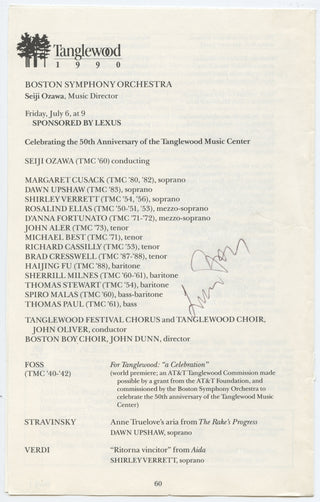 Tanglewood
1 9 9 0
BOSTON SYMPHONY ORCHESTRA
Seiji Ozawa, Music Director
Friday, July 6, at 9
SPONSORED BY LEXUS
Celebrating the 50th Anniversary of the Tanglewood Music Center
SEIJI OZAWA (TMC '60) conducting
MARGARET CUSACK (TMC '80, '82), soprano
DAWN UPSHAW (TMC '83), soprano
SHIRLEY VERRETT (TMC '54, '56), soprano
ROSALIND ELIAS (TMC '50-'51, '53), mezzo-soprano
D'ANNA FORTUNATO (TMC '71-'72), mezzo-soprano
JOHN ALER (TMC '73), tenor
MICHAEL BEST (TMC '71), tenor
RICHARD CASSILLY (TMC '53), tenor
BRAD CRESSWELL (TMC '87-'88), tenor
HAIJING FU (TMC '88), baritone
SHERRILL MILNES (TMC '60-'61), baritone
THOMAS STEWART (TMC '54), baritone
SPIRO MALAS (TMC '60), bass-baritone
THOMAS PAUL (TMC '61), bass
TANGLEWOOD FESTIVAL CHORUS and TANGLEWOOD CHOIR,
JOHN OLIVER, conductor
BOSTON BOY CHOIR, JOHN DUNN, director
FOSS For Tanglewood: "a Celebration"
(TMC '40-'42) (world premiere; an AT&T Tanglewood Commission made
possible by a grant from the AT&T Foundation, and
commissioned by the Boston Symphony Orchestra to
celebrate the 50th anniversary of the Tanglewood Music
Center)
STRAVINSKY Anne Truelove's aria from The Rake's Progress
DAWN UPSHAW, soprano
VERDI "Ritorna vincitor" from Aida
SHIRLEY VERRETT, soprano
60